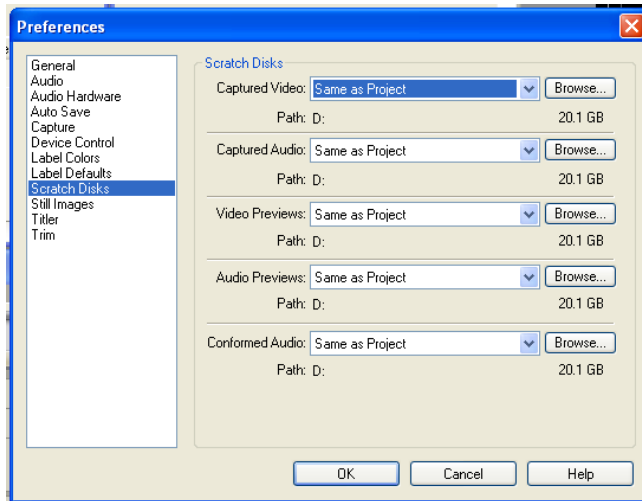 Preferences
General
Audio
Audio Hardware
Auto Save
Capture
Device Control
Label Colors
Label Defaults
Scratch Disks
Still Images
Titler
Trim
Scratch Disks
Captured Video: Same as Project Browse...
Path: D: 20.1 GB
Captured Audio: Same as Project Browse...
Path: D: 20.1 GB
Video Previews: Same as Project Browse...
Path: D: 20.1 GB
Audio Previews: Same as Project Browse...
Path: D: 20.1 GB
Conformed Audio: Same as Project Browse...
Path: D: 20.1 GB
OK Cancel Help